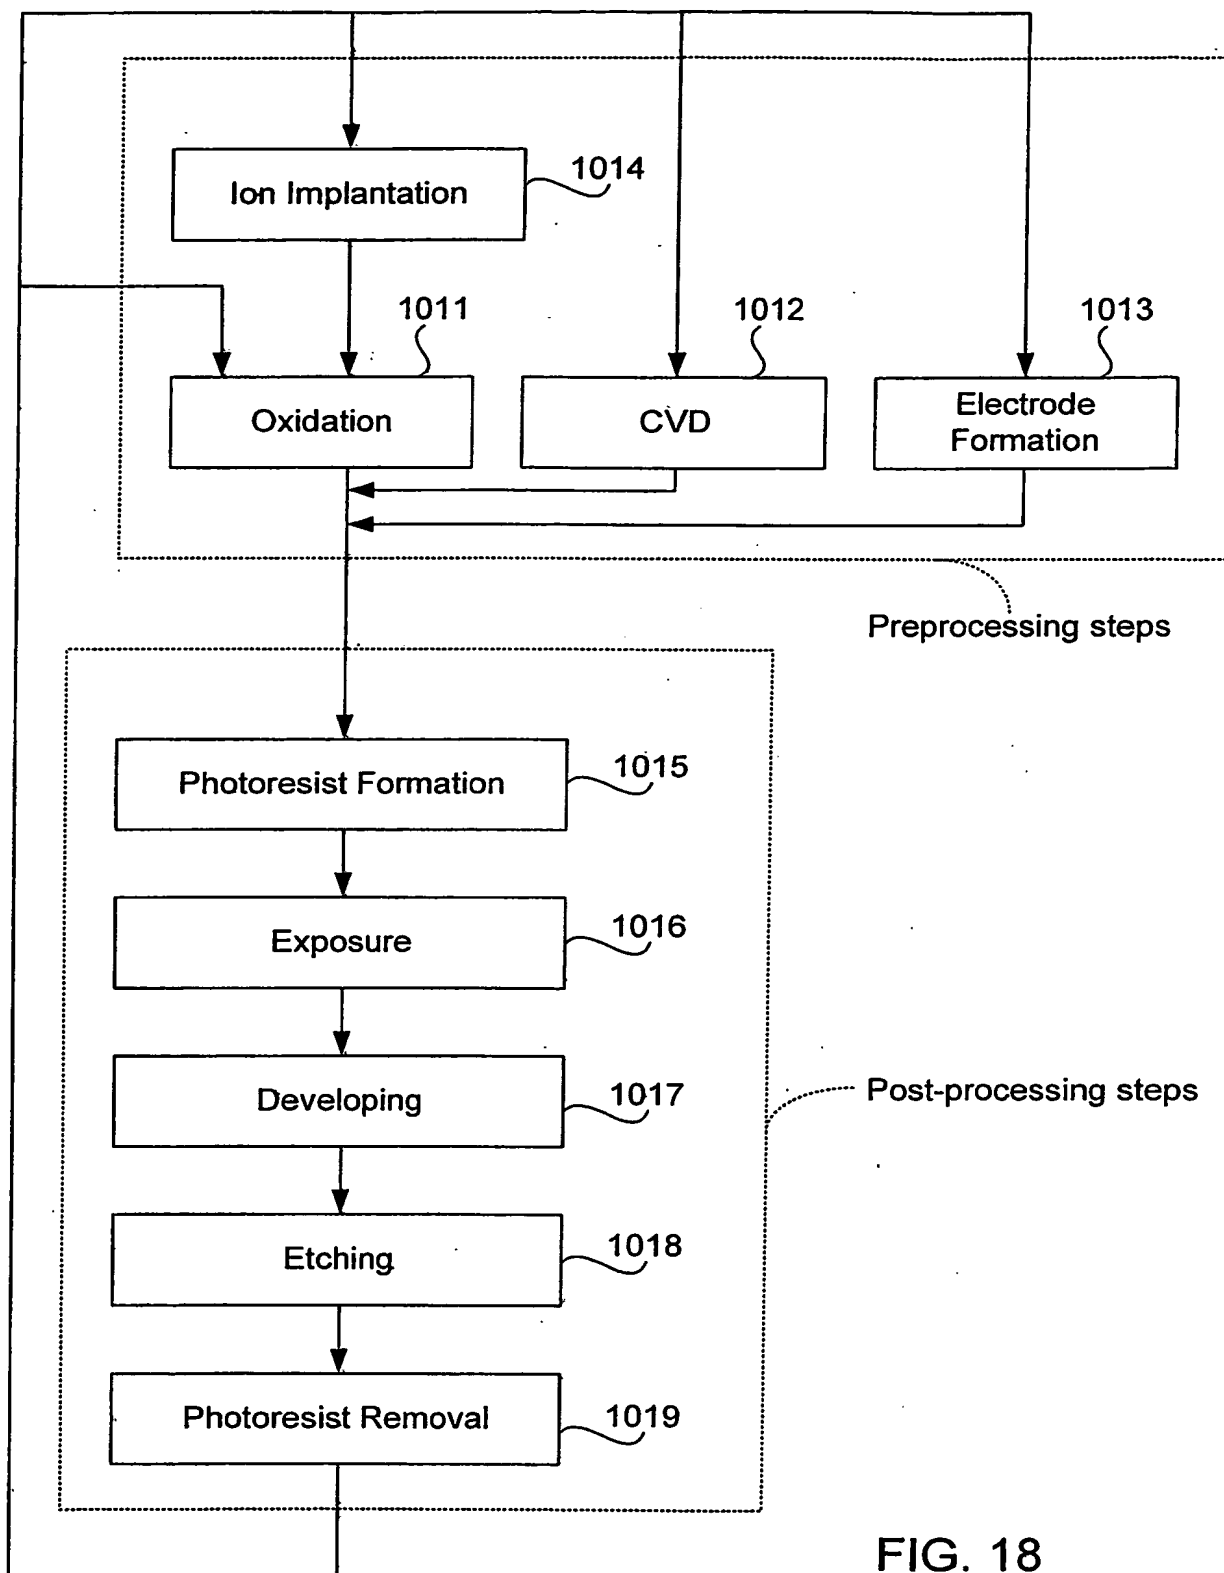 1014
Ion Implantation
1011
1012
1013
Oxidation
CVD
Electrode
Formation
Preprocessing steps
Photoresist Formation
1015
Exposure
1016
Developing
1017
Post-processing steps
Etching
1018
Photoresist Removal
1019
FIG. 18